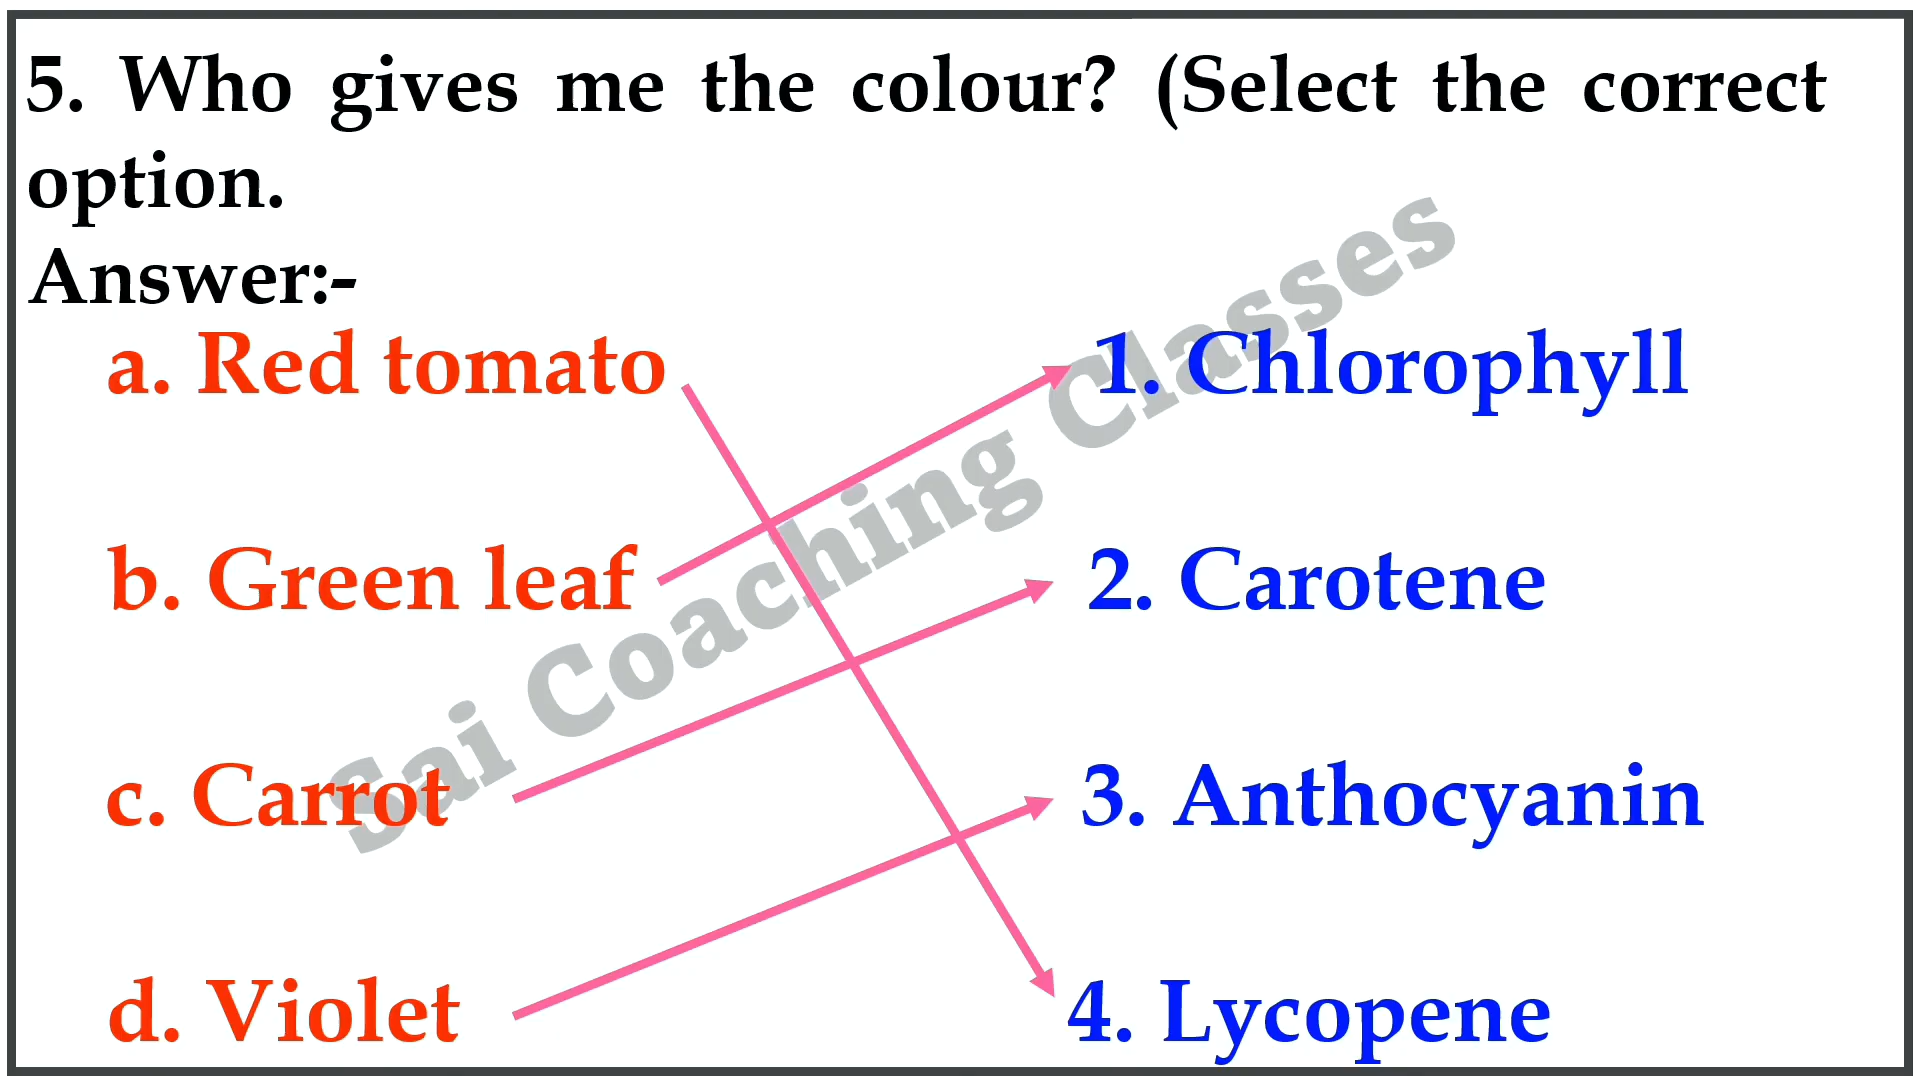 5. Who gives me the colour? (Select the correct
option.
Answer:-
a. Red tomato 1. Chlorophyll
b. Green leaf 2. Carotene
c. Carrot 3. Anthocyanin
d. Violet 4. Lycopene
Sai Coaching Classes